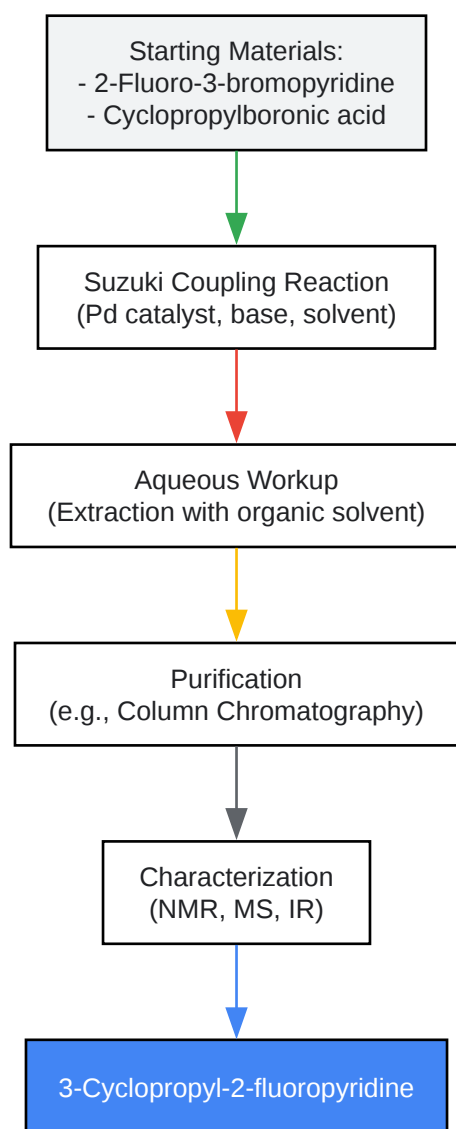 Starting Materials:
- 2-Fluoro-3-bromopyridine
- Cyclopropylboronic acid
Suzuki Coupling Reaction
(Pd catalyst, base, solvent)
Aqueous Workup
(Extraction with organic solvent)
Purification
(e.g., Column Chromatography)
Characterization
(NMR, MS, IR)
3-Cyclopropyl-2-fluoropyridine